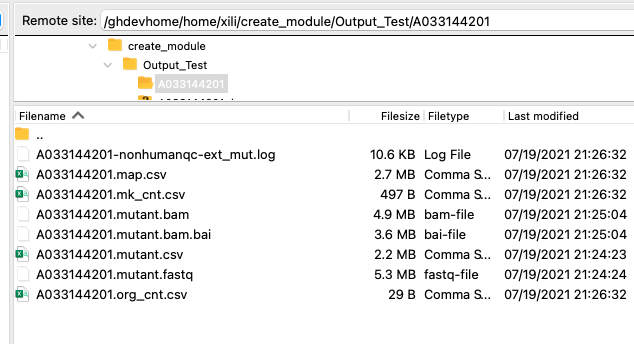 Remote site: /ghdevhome/home/xili/create_module/Output_Test/A033144201
create_module
Output_Test
A033144201
Filename Filesize Filetype Last modified
..
A033144201-nonhumanqc-ext_mut.log 10.6 KB Log File 07/19/2021 21:26:32
A033144201.map.csv 2.7 MB Comma S... 07/19/2021 21:26:32
A033144201.mk_cnt.csv 497 B Comma S... 07/19/2021 21:26:32
A033144201.mutant.bam 4.9 MB bam-file 07/19/2021 21:25:04
A033144201.mutant.bam.bai 3.6 MB bai-file 07/19/2021 21:25:04
A033144201.mutant.csv 2.2 MB Comma S... 07/19/2021 21:24:23
A033144201.mutant.fastq 5.3 MB fastq-file 07/19/2021 21:24:24
A033144201.org_cnt.csv 29 B Comma S... 07/19/2021 21:26:32